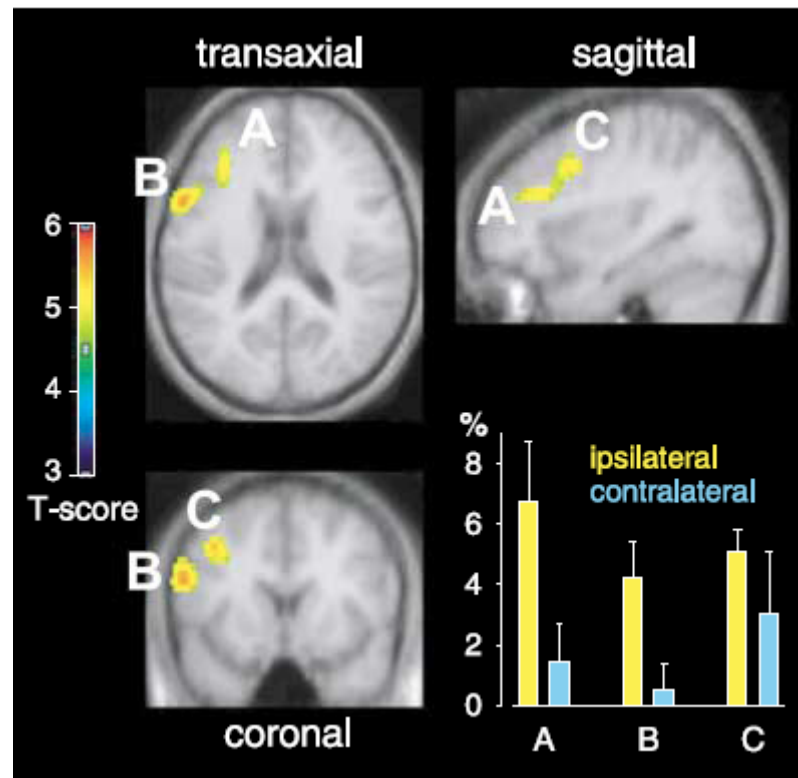 transaxial
sagittal
A
B
C
A
6
5
4
3
T-score
C
B
coronal
%
8
6
4
2
0
ipsilateral
contralateral
A B C